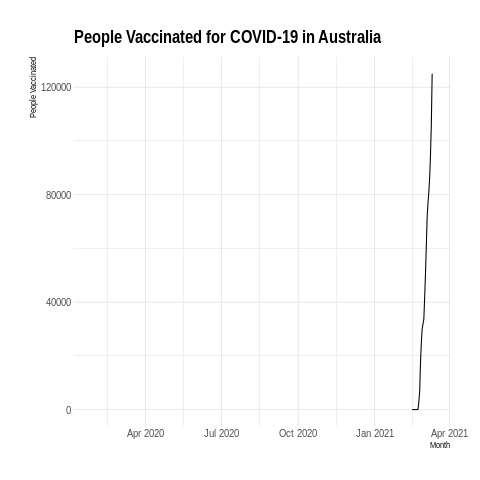 People Vaccinated for COVID-19 in Australia
People Vaccinated
120000
80000
40000
0
Apr 2020 Jul 2020 Oct 2020 Jan 2021 Apr 2021
Month